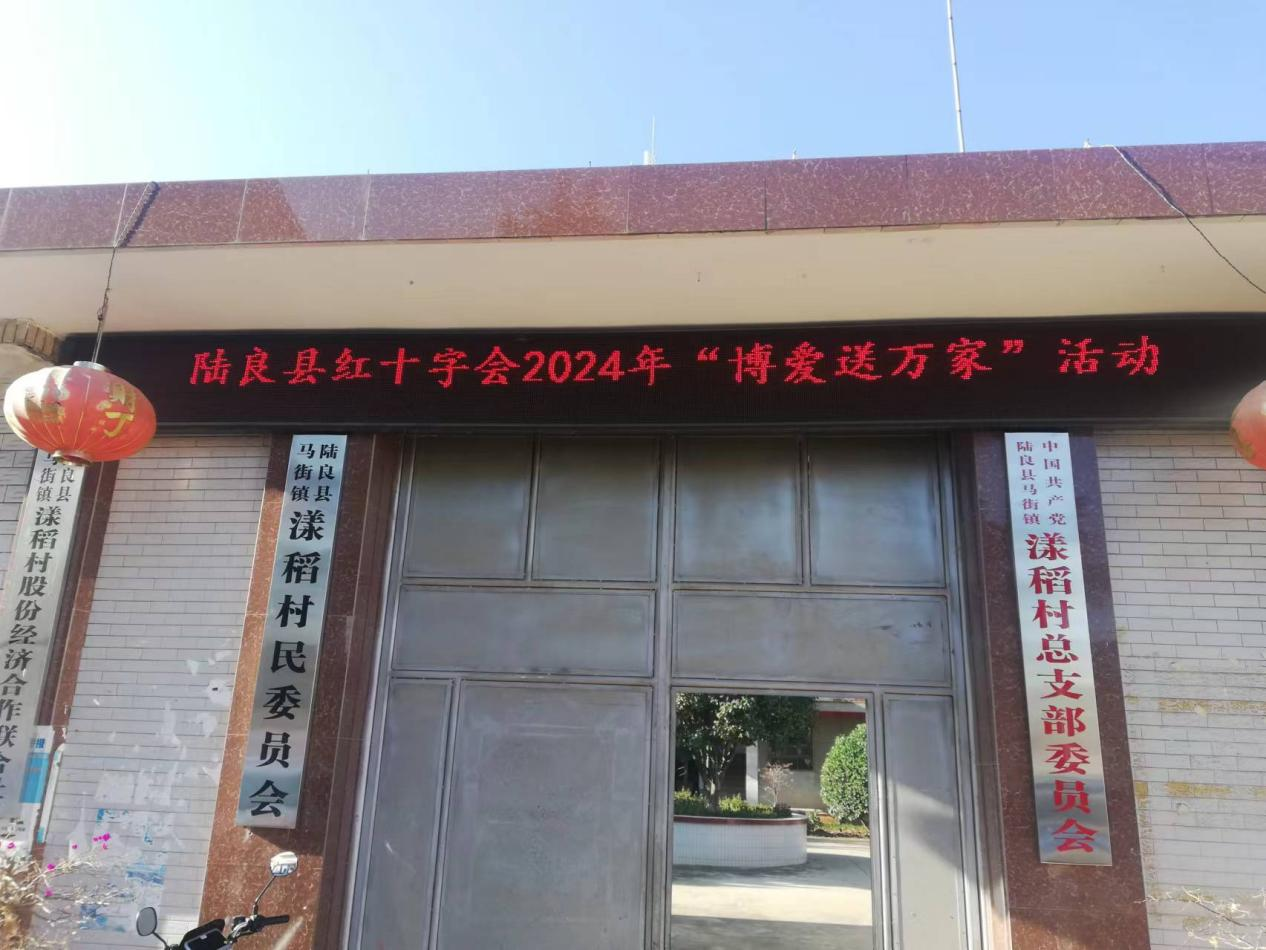 陆良县红十字会2024年“博爱送万家”活动
陆良县
马街镇
漾稻村股份经济合作联合
陆良县
马街镇
漾稻村民委员会
中国共产党
陆良县马街镇
漾稻村总支部委员会